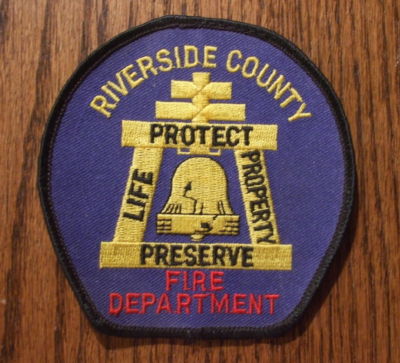 RIVERSIDE COUNTY
PROTECT
LIFE
PROPERTY
PRESERVE
FIRE
DEPARTMENT